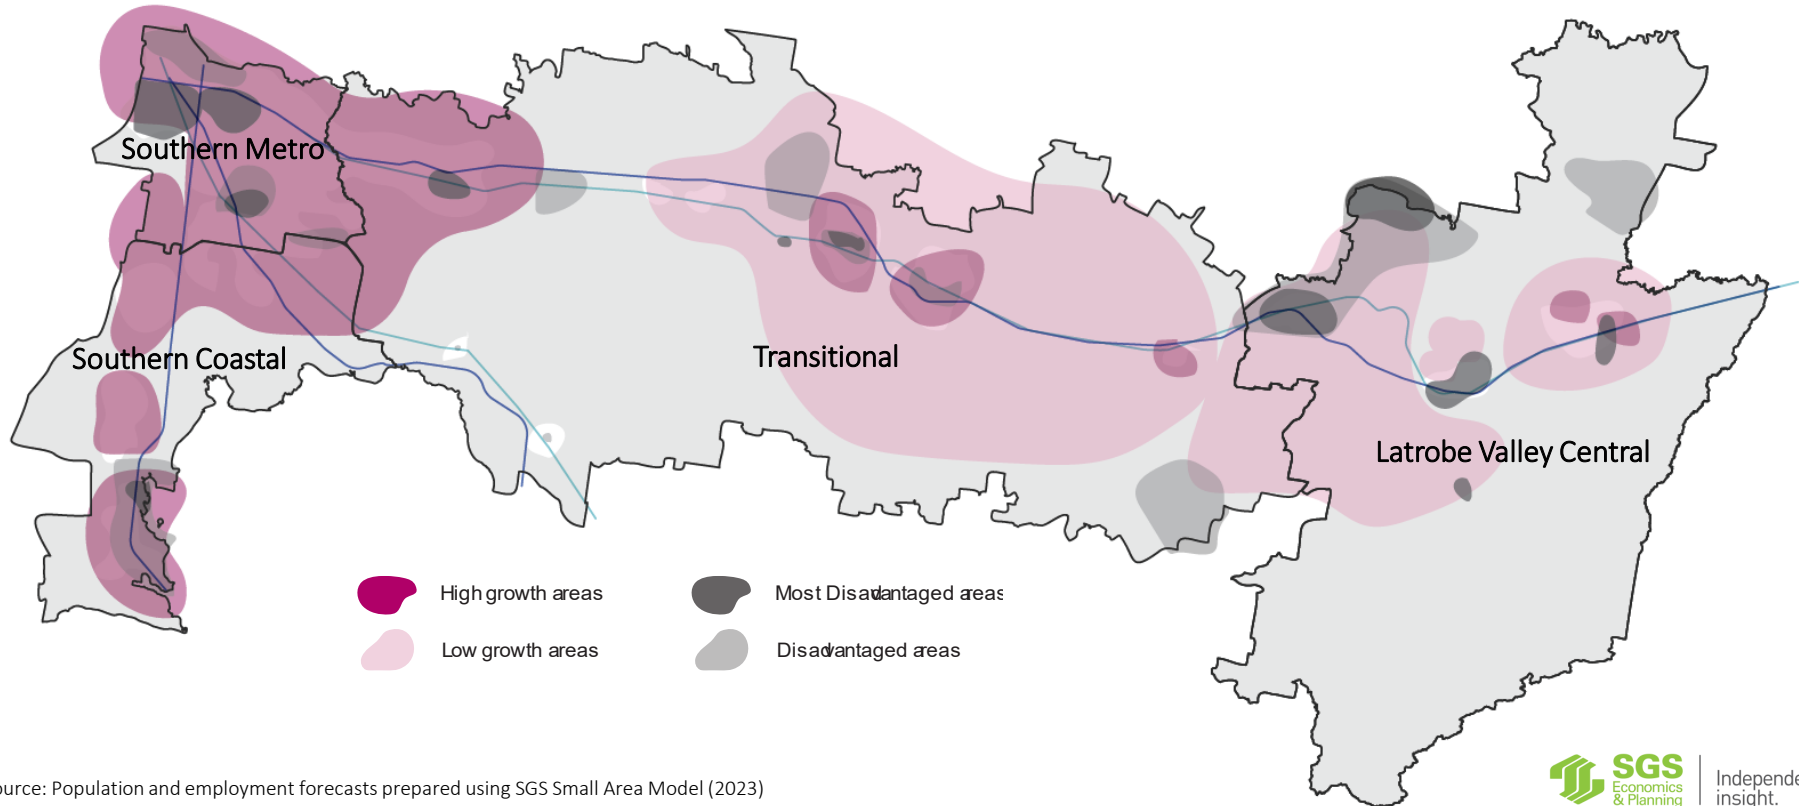 Southern Metro
Southern Coastal
Transitional
Latrobe Valley Central
High growth areas
Most Disadvantaged areas
Low growth areas
Disadvantaged areas
ource: Population and employment forecasts prepared using SGS Small Area Model (2023)
SGS
Economics
& Planning
Independe
insight.